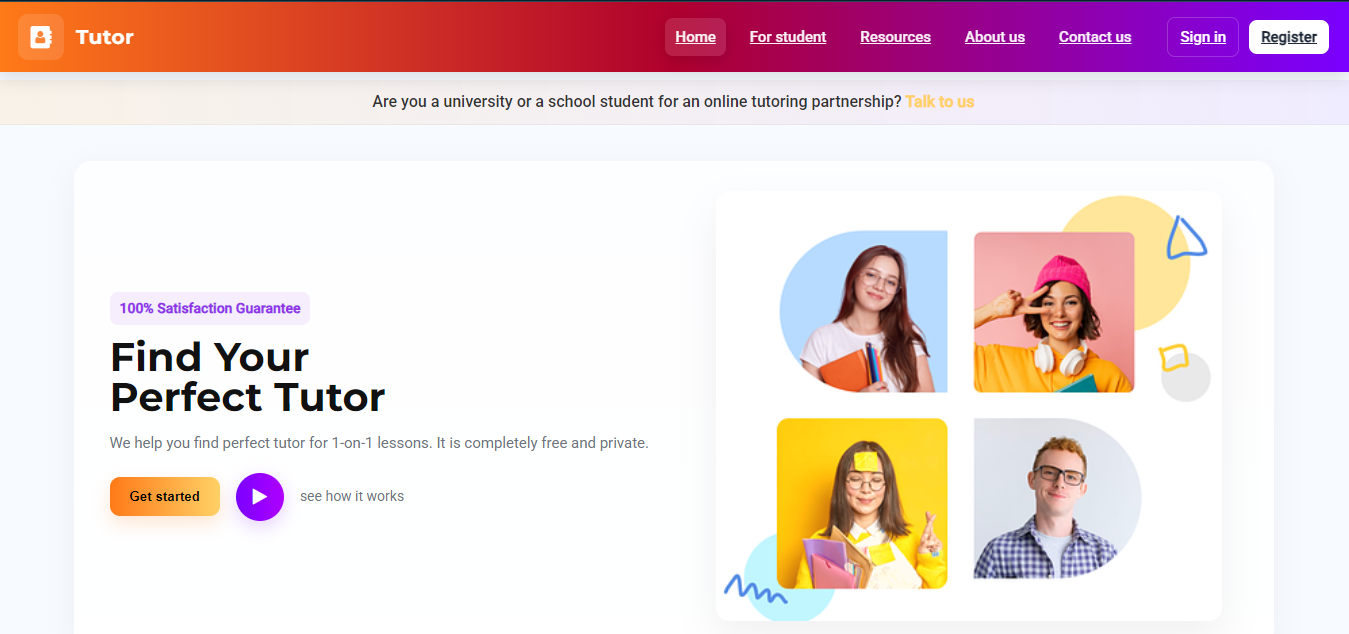 Tutor
Home
For student
Resources
About us
Contact us
Sign in
Register
Are you a university or a school student for an online tutoring partnership? Talk to us
100% Satisfaction Guarantee
Find Your
Perfect Tutor
We help you find perfect tutor for 1-on-1 lessons. It is completely free and private.
Get started
see how it works